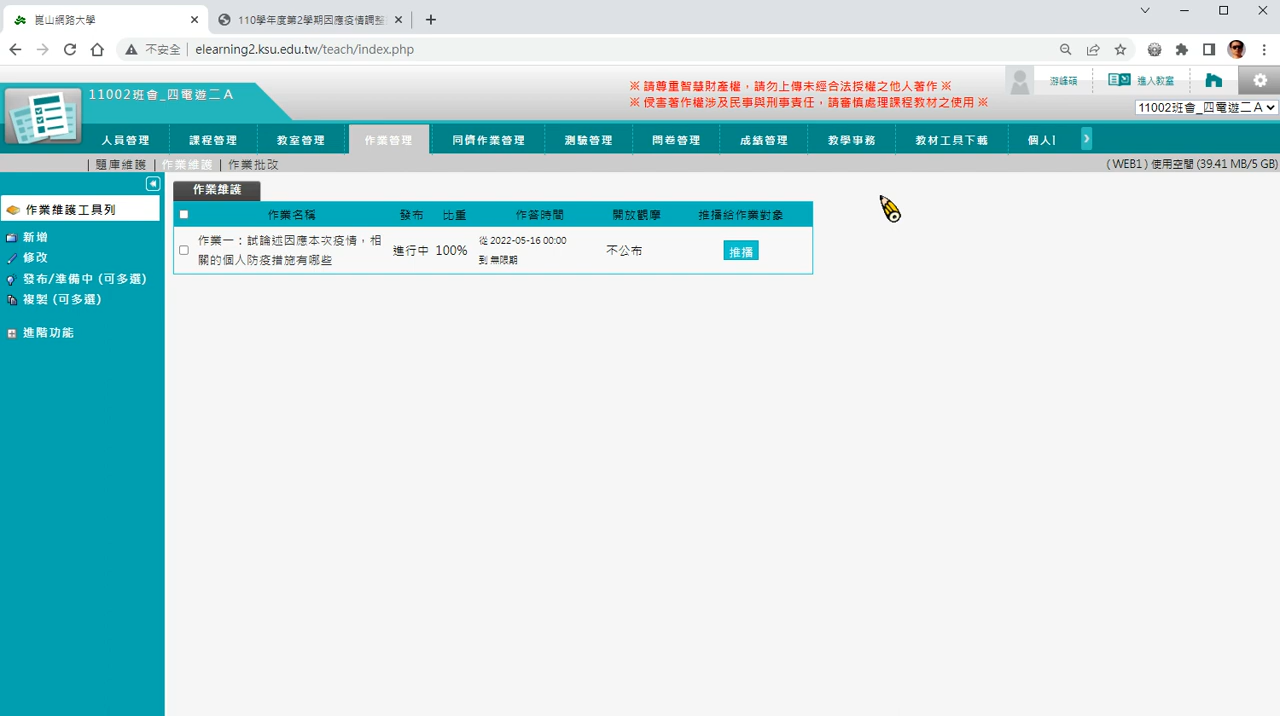 崑山網路大學
110學年度第2學期因應疫情調整
不安全
elearning2.ksu.edu.tw/teach/index.php
11002班會_四電遊二A
※ 請尊重智慧財產權，請勿上傳未經合法授權之他人著作 ※
※ 侵害著作權涉及民事與刑事責任，請審慎處理課程教材之使用 ※
游峰碩
進入教室
11002班會_四電遊二A
人員管理 課程管理 教室管理 作業管理 同儕作業管理 測驗管理 問卷管理 成績管理 教學事務 教材工具下載 個人
| 題庫維護 | 作業維護 | 作業批改
( WEB1 ) 使用空間 (39.41 MB/5 GB)
作業維護工具列
新增
修改
發布/準備中 (可多選)
複製 (可多選)
進階功能
作業維護
作業名稱 發布 比重 作答時間 開放觀摩 推播給作業對象
作業一：試論述因應本次疫情，相
關的個人防疫措施有哪些
進行中 100%
從 2022-05-16 00:00
到 無限期
不公布
推播